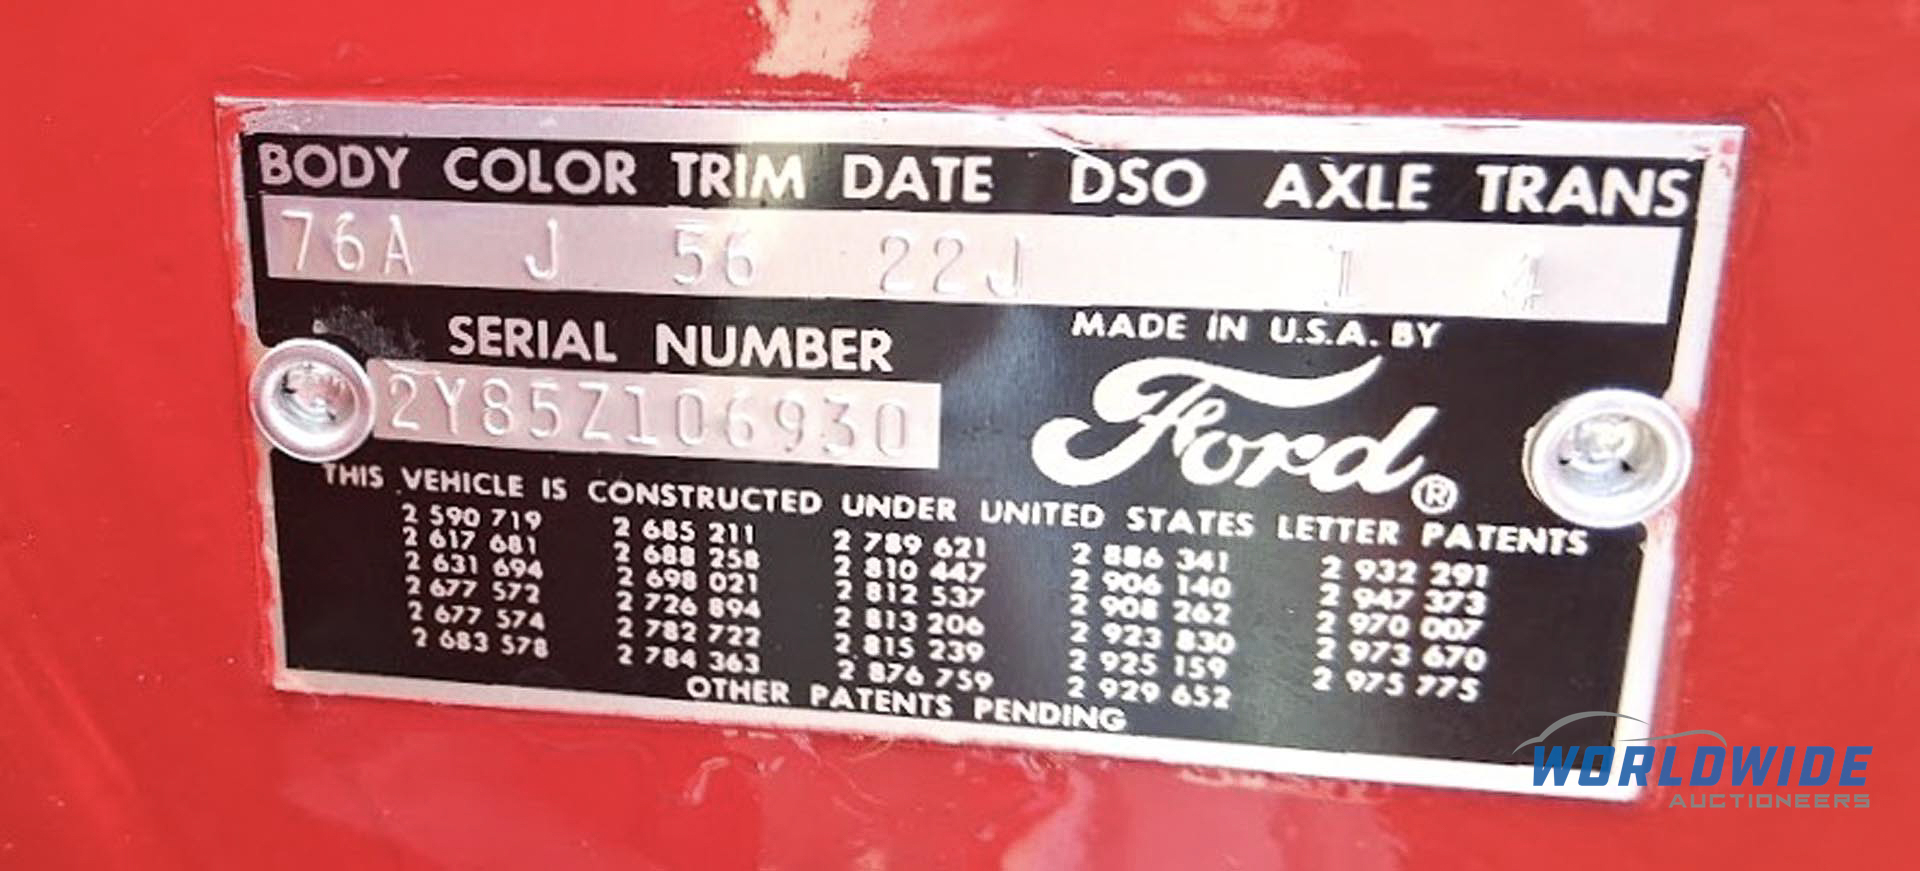 BODY COLOR TRIM DATE DSO AXLE TRANS
76A J 56 22J 1 4
SERIAL NUMBER
2Y85Z106930
MADE IN U.S.A. BY
Ford®
THIS VEHICLE IS CONSTRUCTED UNDER UNITED STATES LETTER PATENTS
2 590 719 2 685 211 2 789 621 2 886 341 2 932 291
2 617 681 2 688 258 2 810 447 2 906 140 2 947 373
2 631 694 2 698 021 2 812 537 2 908 262 2 970 007
2 677 572 2 726 894 2 813 206 2 923 830 2 973 670
2 677 574 2 782 722 2 815 239 2 925 159 2 975 775
2 683 578 2 784 363 2 876 759 2 929 652
OTHER PATENTS PENDING
WORLDWIDE
AUCTIONEERS